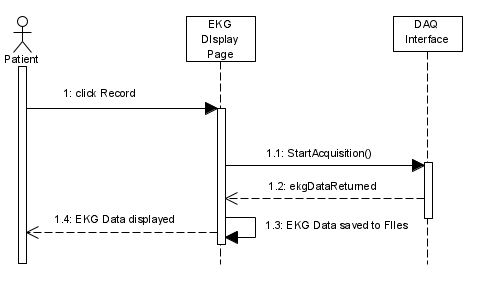 EKG
DIsplay
Page
DAQ
Interface
Patient
1: click Record
1.1: StartAcquisition()
1.2: ekgDataReturned
1.4: EKG Data displayed
1.3: EKG Data saved to FIles